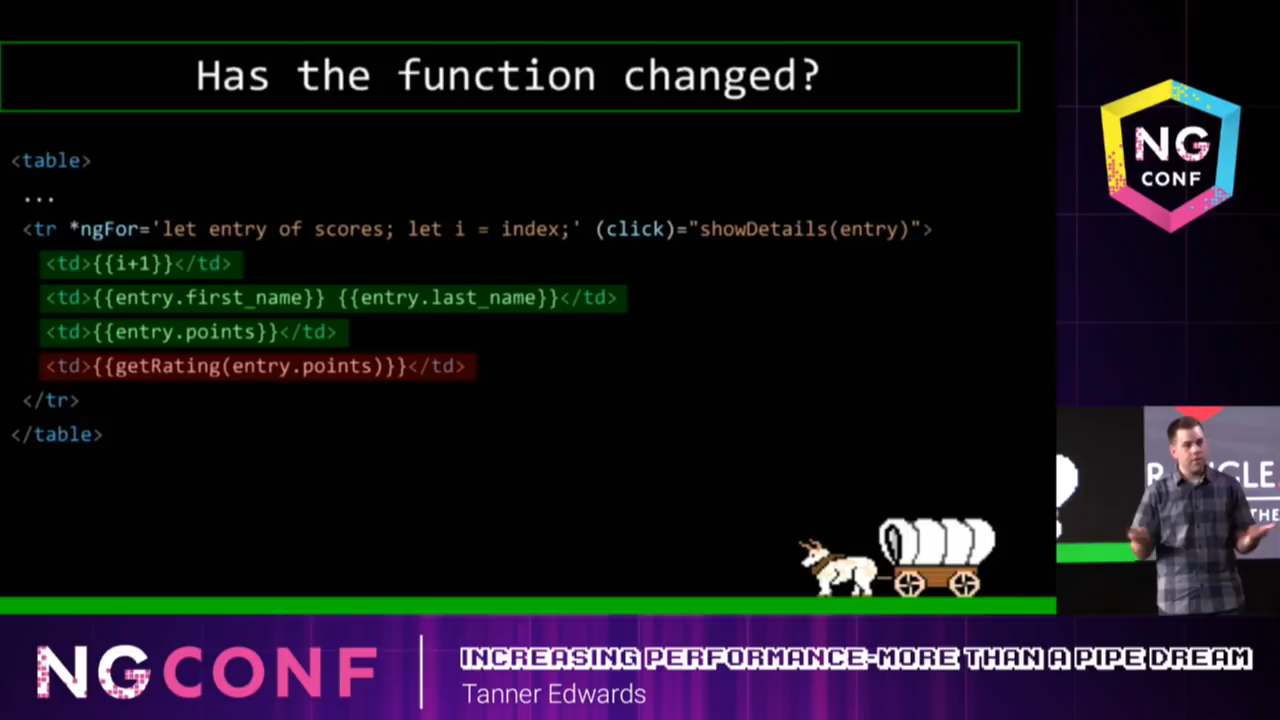 Has the function changed?
<table>
...
<tr *ngFor='let entry of scores; let i = index;' (click)="showDetails(entry)">
<td>{{i+1}}</td>
<td>{{entry.first_name}} {{entry.last_name}}</td>
<td>{{entry.points}}</td>
<td>{{getRating(entry.points)}}</td>
</tr>
</table>
NG
CONF
THE
NGCONF
INCREASING PERFORMANCE-MORE THAN A PIPE DREAM
Tanner Edwards